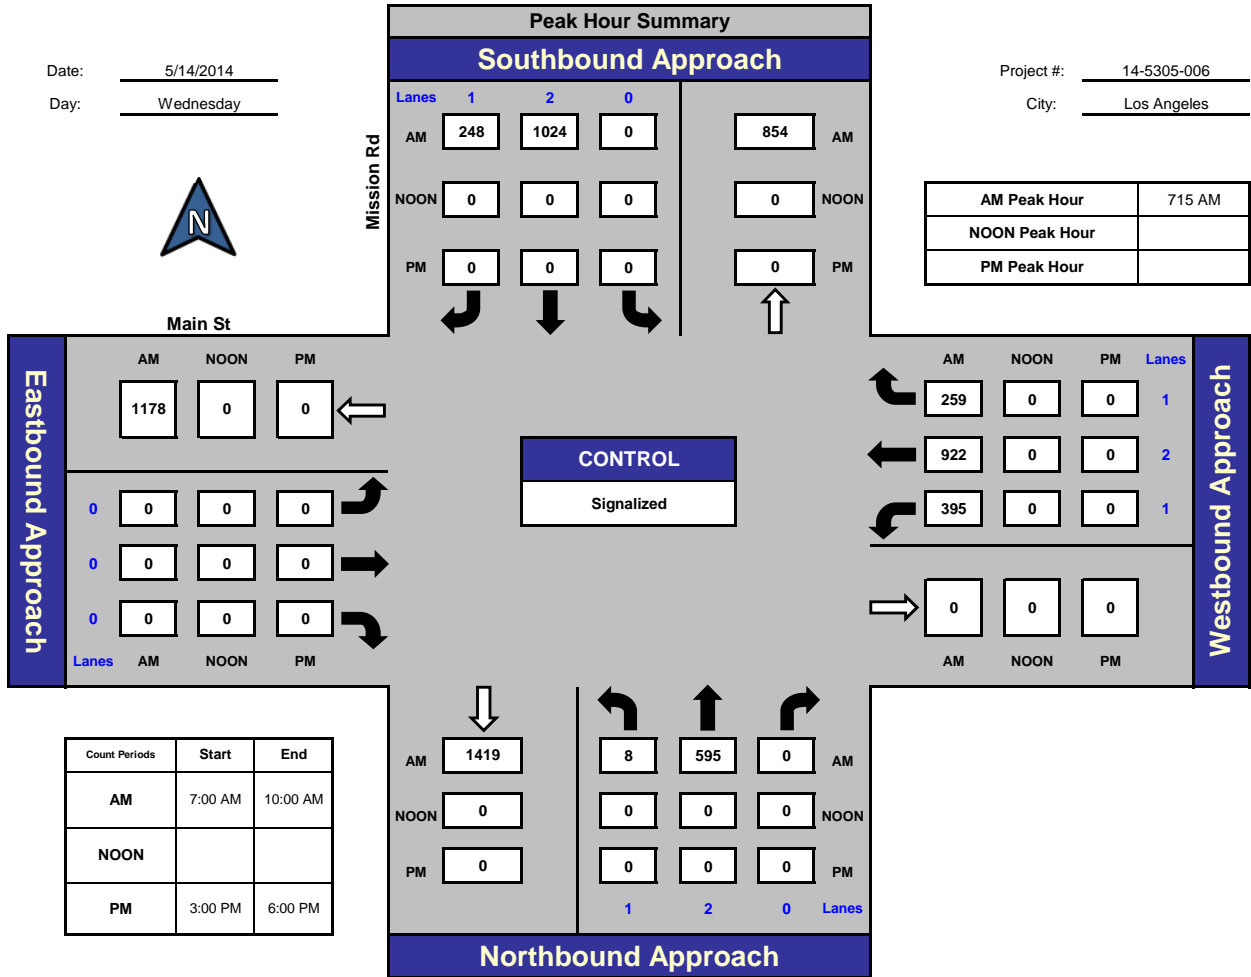 Peak Hour Summary
Southbound Approach
Date: 5/14/2014
Day: Wednesday
Project #: 14-5305-006
City: Los Angeles
N
Mission Rd
Lanes 1 2 0
AM 248 1024 0 854 AM
NOON 0 0 0 0 NOON
PM 0 0 0 0 PM
AM Peak Hour 715 AM
NOON Peak Hour
PM Peak Hour
Main St
Eastbound Approach
AM NOON PM
1178 0 0
0 0 0 0
0 0 0 0
0 0 0 0
Lanes AM NOON PM
CONTROL
Signalized
AM NOON PM Lanes
259 0 0 1
922 0 0 2
395 0 0 1
0 0 0
AM NOON PM
Westbound Approach
Count Periods Start End
AM 7:00 AM 10:00 AM
NOON
PM 3:00 PM 6:00 PM
AM 1419 8 595 0 AM
NOON 0 0 0 0 NOON
PM 0 0 0 0 PM
1 2 0 Lanes
Northbound Approach